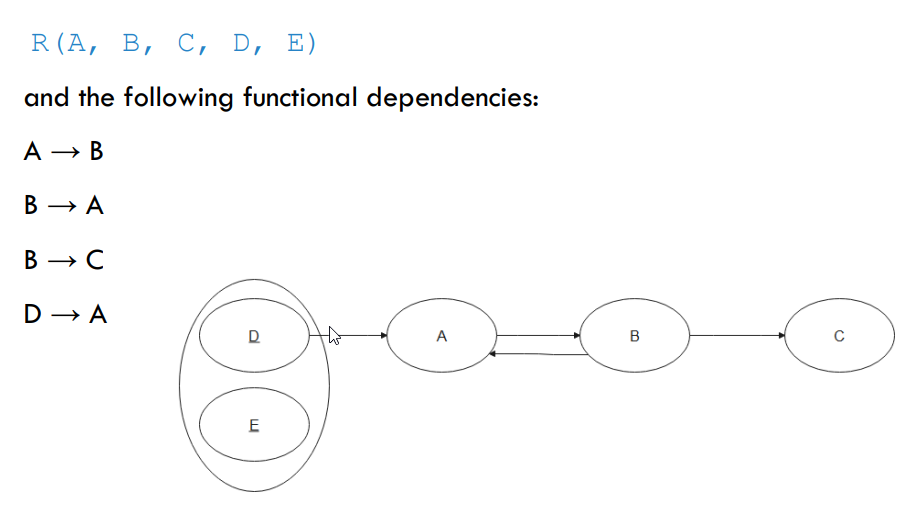 R(A, B, C, D, E)
and the following functional dependencies:
A → B
B → A
B → C
D → A
D
A
B
C
E